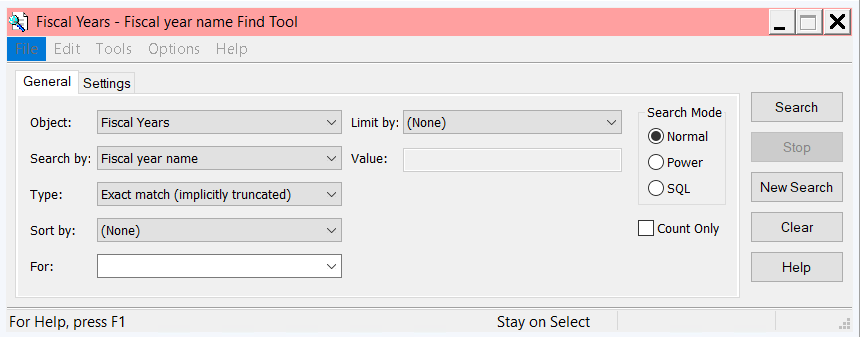 Fiscal Years - Fiscal year name Find Tool
File Edit Tools Options Help
General Settings
Object: Fiscal Years Limit by: (None)
Search by: Fiscal year name Value:
Type: Exact match (implicitly truncated)
Sort by: (None)
For:
Search Mode
Normal
Power
SQL
Count Only
Search
Stop
New Search
Clear
Help
For Help, press F1 Stay on Select